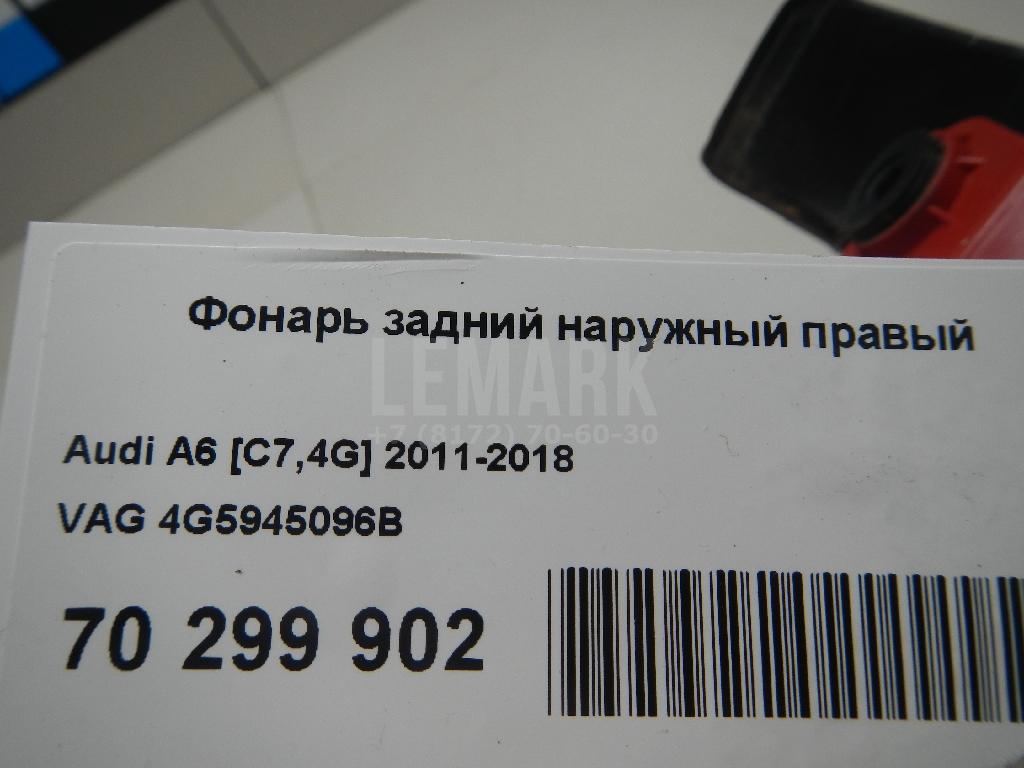 Фонарь задний наружный правый
LEMARK
+7 (8172) 70-60-30
Audi A6 [C7,4G] 2011-2018
VAG 4G5945096B
70 299 902